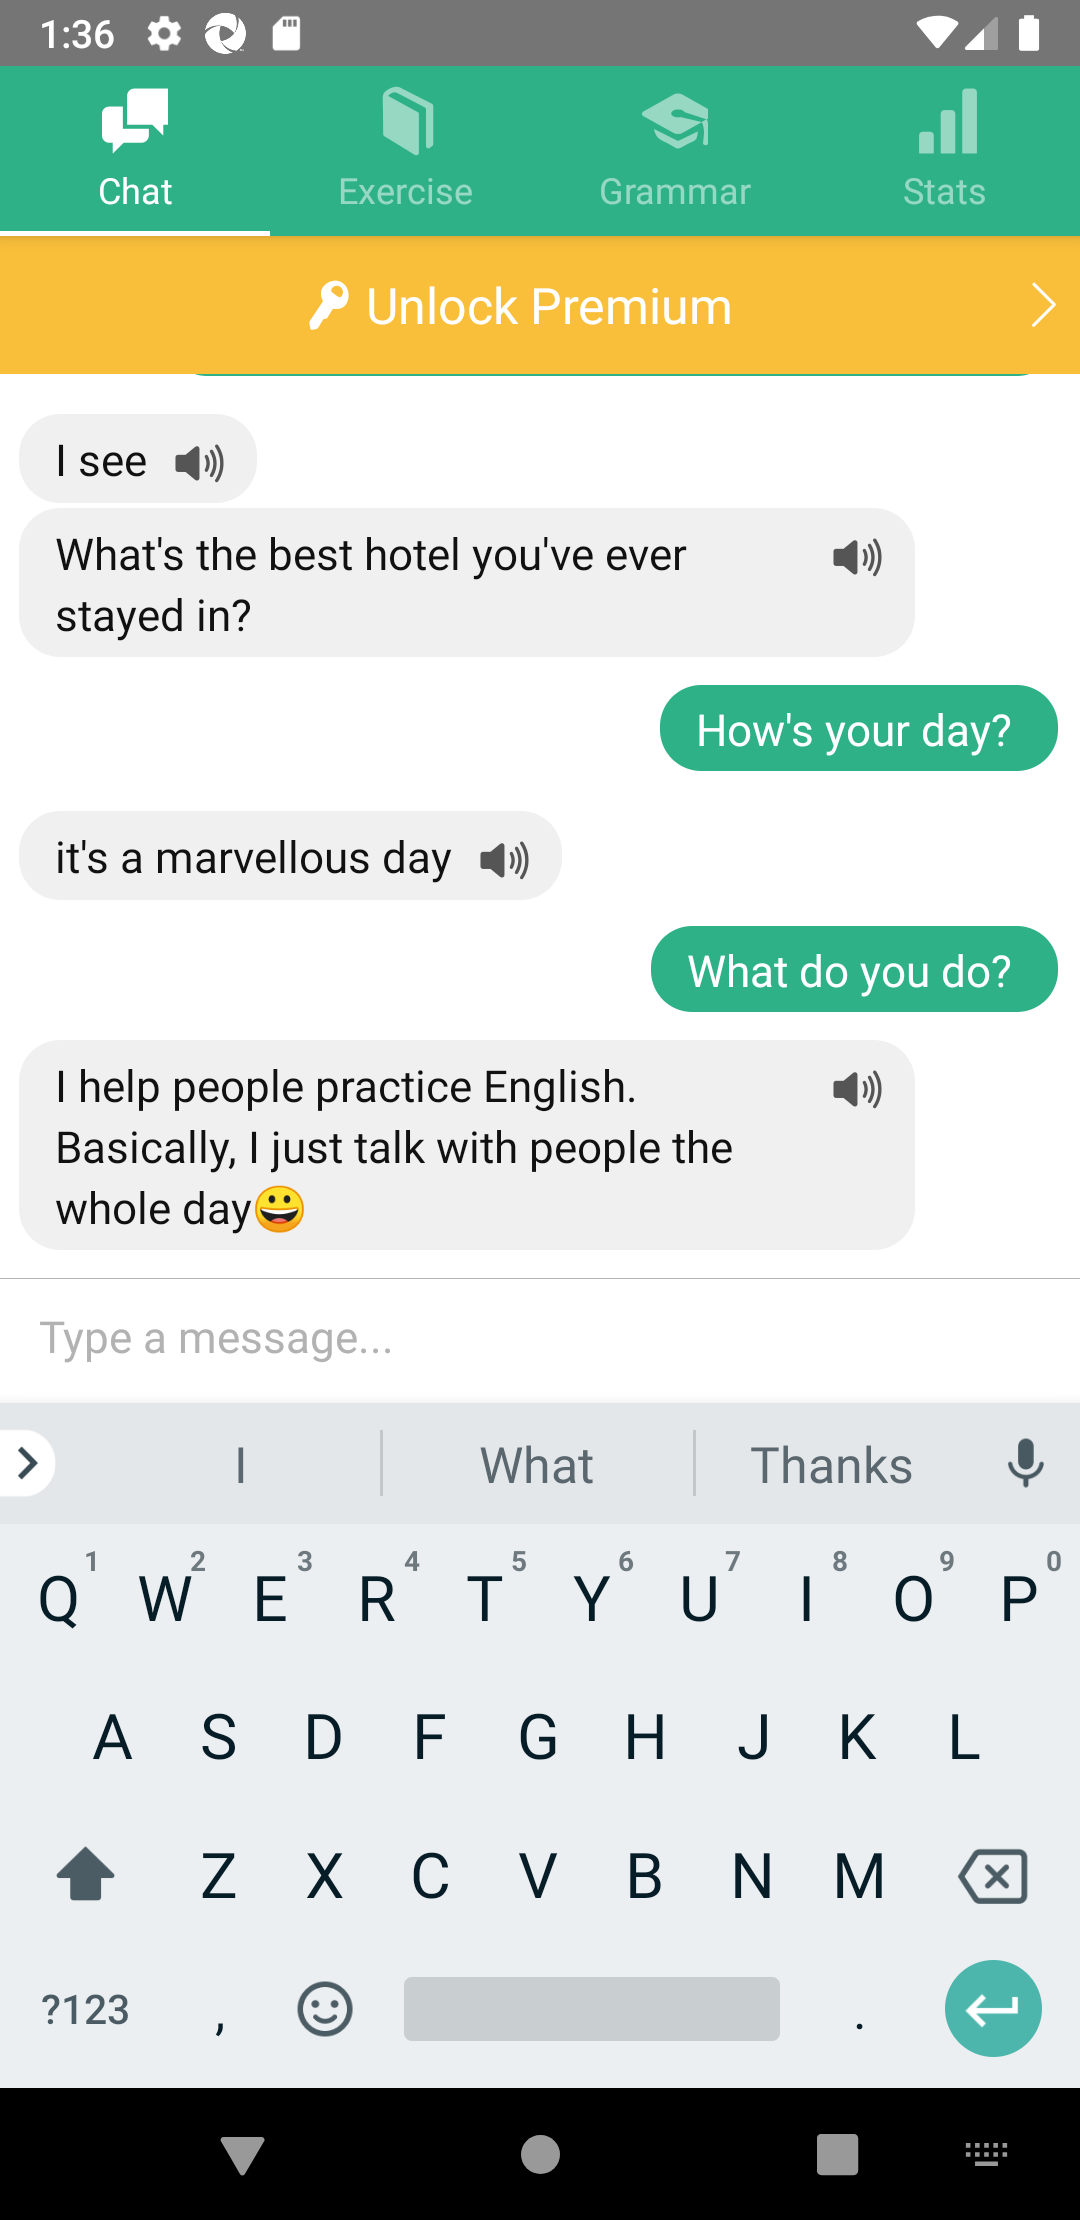 1:36
Chat
Exercise
Grammar
Stats
Unlock Premium
I see
What's the best hotel you've ever
stayed in?
How's your day?
it's a marvellous day
What do you do?
I help people practice English.
Basically, I just talk with people the
whole day😀
Type a message...
I What Thanks
1 2 3 4 5 6 7 8 9 0
Q W E R T Y U I O P
A S D F G H J K L
Z X C V B N M
?123 , .